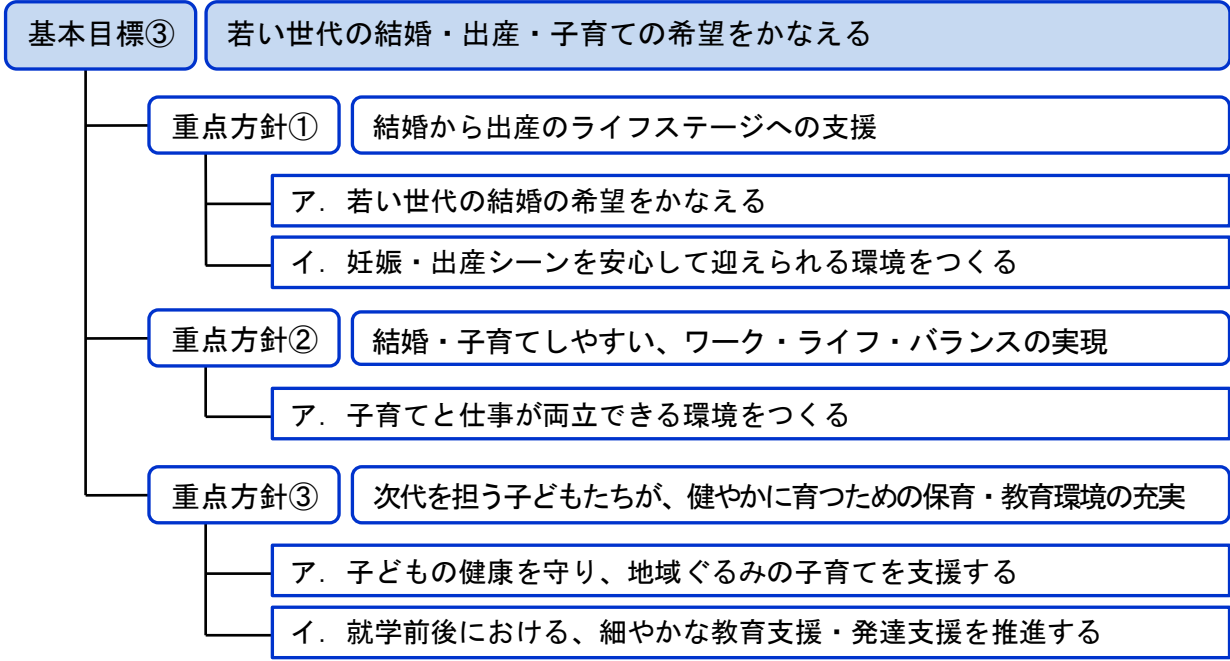 基本目標③ 若い世代の結婚・出産・子育ての希望をかなえる
重点方針① 結婚から出産のライフステージへの支援
ア. 若い世代の結婚の希望をかなえる
イ. 妊娠・出産シーンを安心して迎えられる環境をつくる
重点方針② 結婚・子育てしやすい、ワーク・ライフ・バランスの実現
ア. 子育てと仕事が両立できる環境をつくる
重点方針③ 次代を担う子どもたちが、健やかに育つための保育・教育環境の充実
ア. 子どもの健康を守り、地域ぐるみの子育てを支援する
イ. 就学前後における、細やかな教育支援・発達支援を推進する